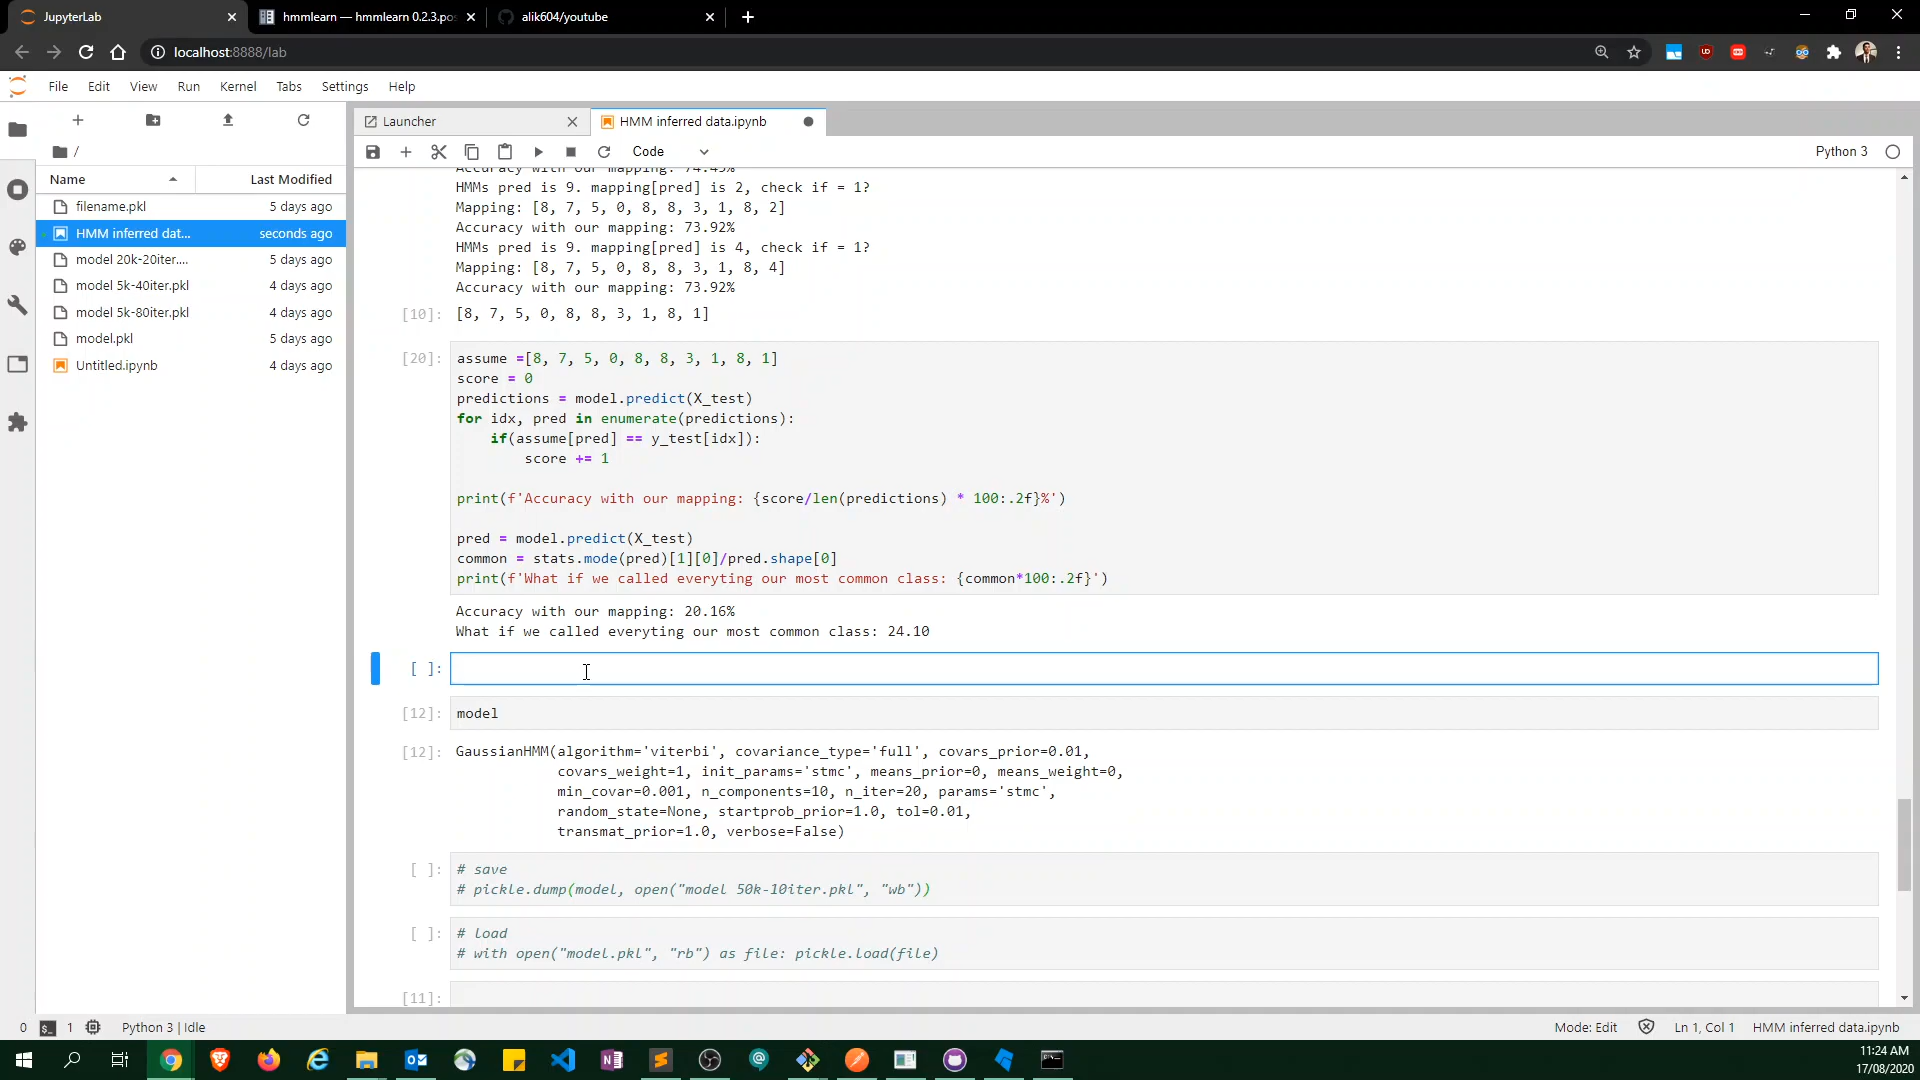 JupyterLab
hmmlearn — hmmlearn 0.2.3.pos
alik604/youtube
localhost:8888/lab
File Edit View Run Kernel Tabs Settings Help
/
Name Last Modified
filename.pkl 5 days ago
HMM inferred dat... seconds ago
model 20k-20iter.... 5 days ago
model 5k-40iter.pkl 4 days ago
model 5k-80iter.pkl 4 days ago
model.pkl 5 days ago
Untitled.ipynb 4 days ago
Launcher
HMM inferred data.ipynb
Code
Python 3
Accuracy with our mapping: 74.45%
HMMs pred is 9. mapping[pred] is 2, check if = 1?
Mapping: [8, 7, 5, 0, 8, 8, 3, 1, 8, 2]
Accuracy with our mapping: 73.92%
HMMs pred is 9. mapping[pred] is 4, check if = 1?
Mapping: [8, 7, 5, 0, 8, 8, 3, 1, 8, 4]
Accuracy with our mapping: 73.92%
[10]: [8, 7, 5, 0, 8, 8, 3, 1, 8, 1]
[20]: assume =[8, 7, 5, 0, 8, 8, 3, 1, 8, 1]
score = 0
predictions = model.predict(X_test)
for idx, pred in enumerate(predictions):
if(assume[pred] == y_test[idx]):
score += 1
print(f'Accuracy with our mapping: {score/len(predictions) * 100:.2f}%')
pred = model.predict(X_test)
common = stats.mode(pred)[1][0]/pred.shape[0]
print(f'What if we called everyting our most common class: {common*100:.2f}')
Accuracy with our mapping: 20.16%
What if we called everyting our most common class: 24.10
[ ]:
[12]: model
[12]: GaussianHMM(algorithm='viterbi', covariance_type='full', covars_prior=0.01,
covars_weight=1, init_params='stmc', means_prior=0, means_weight=0,
min_covar=0.001, n_components=10, n_iter=20, params='stmc',
random_state=None, startprob_prior=1.0, tol=0.01,
transmat_prior=1.0, verbose=False)
[ ]: # save
# pickle.dump(model, open("model 50k-10iter.pkl", "wb"))
[ ]: # load
# with open("model.pkl", "rb") as file: pickle.load(file)
[11]:
0 1 Python 3 | Idle
Mode: Edit Ln 1, Col 1 HMM inferred data.ipynb
11:24 AM
17/08/2020